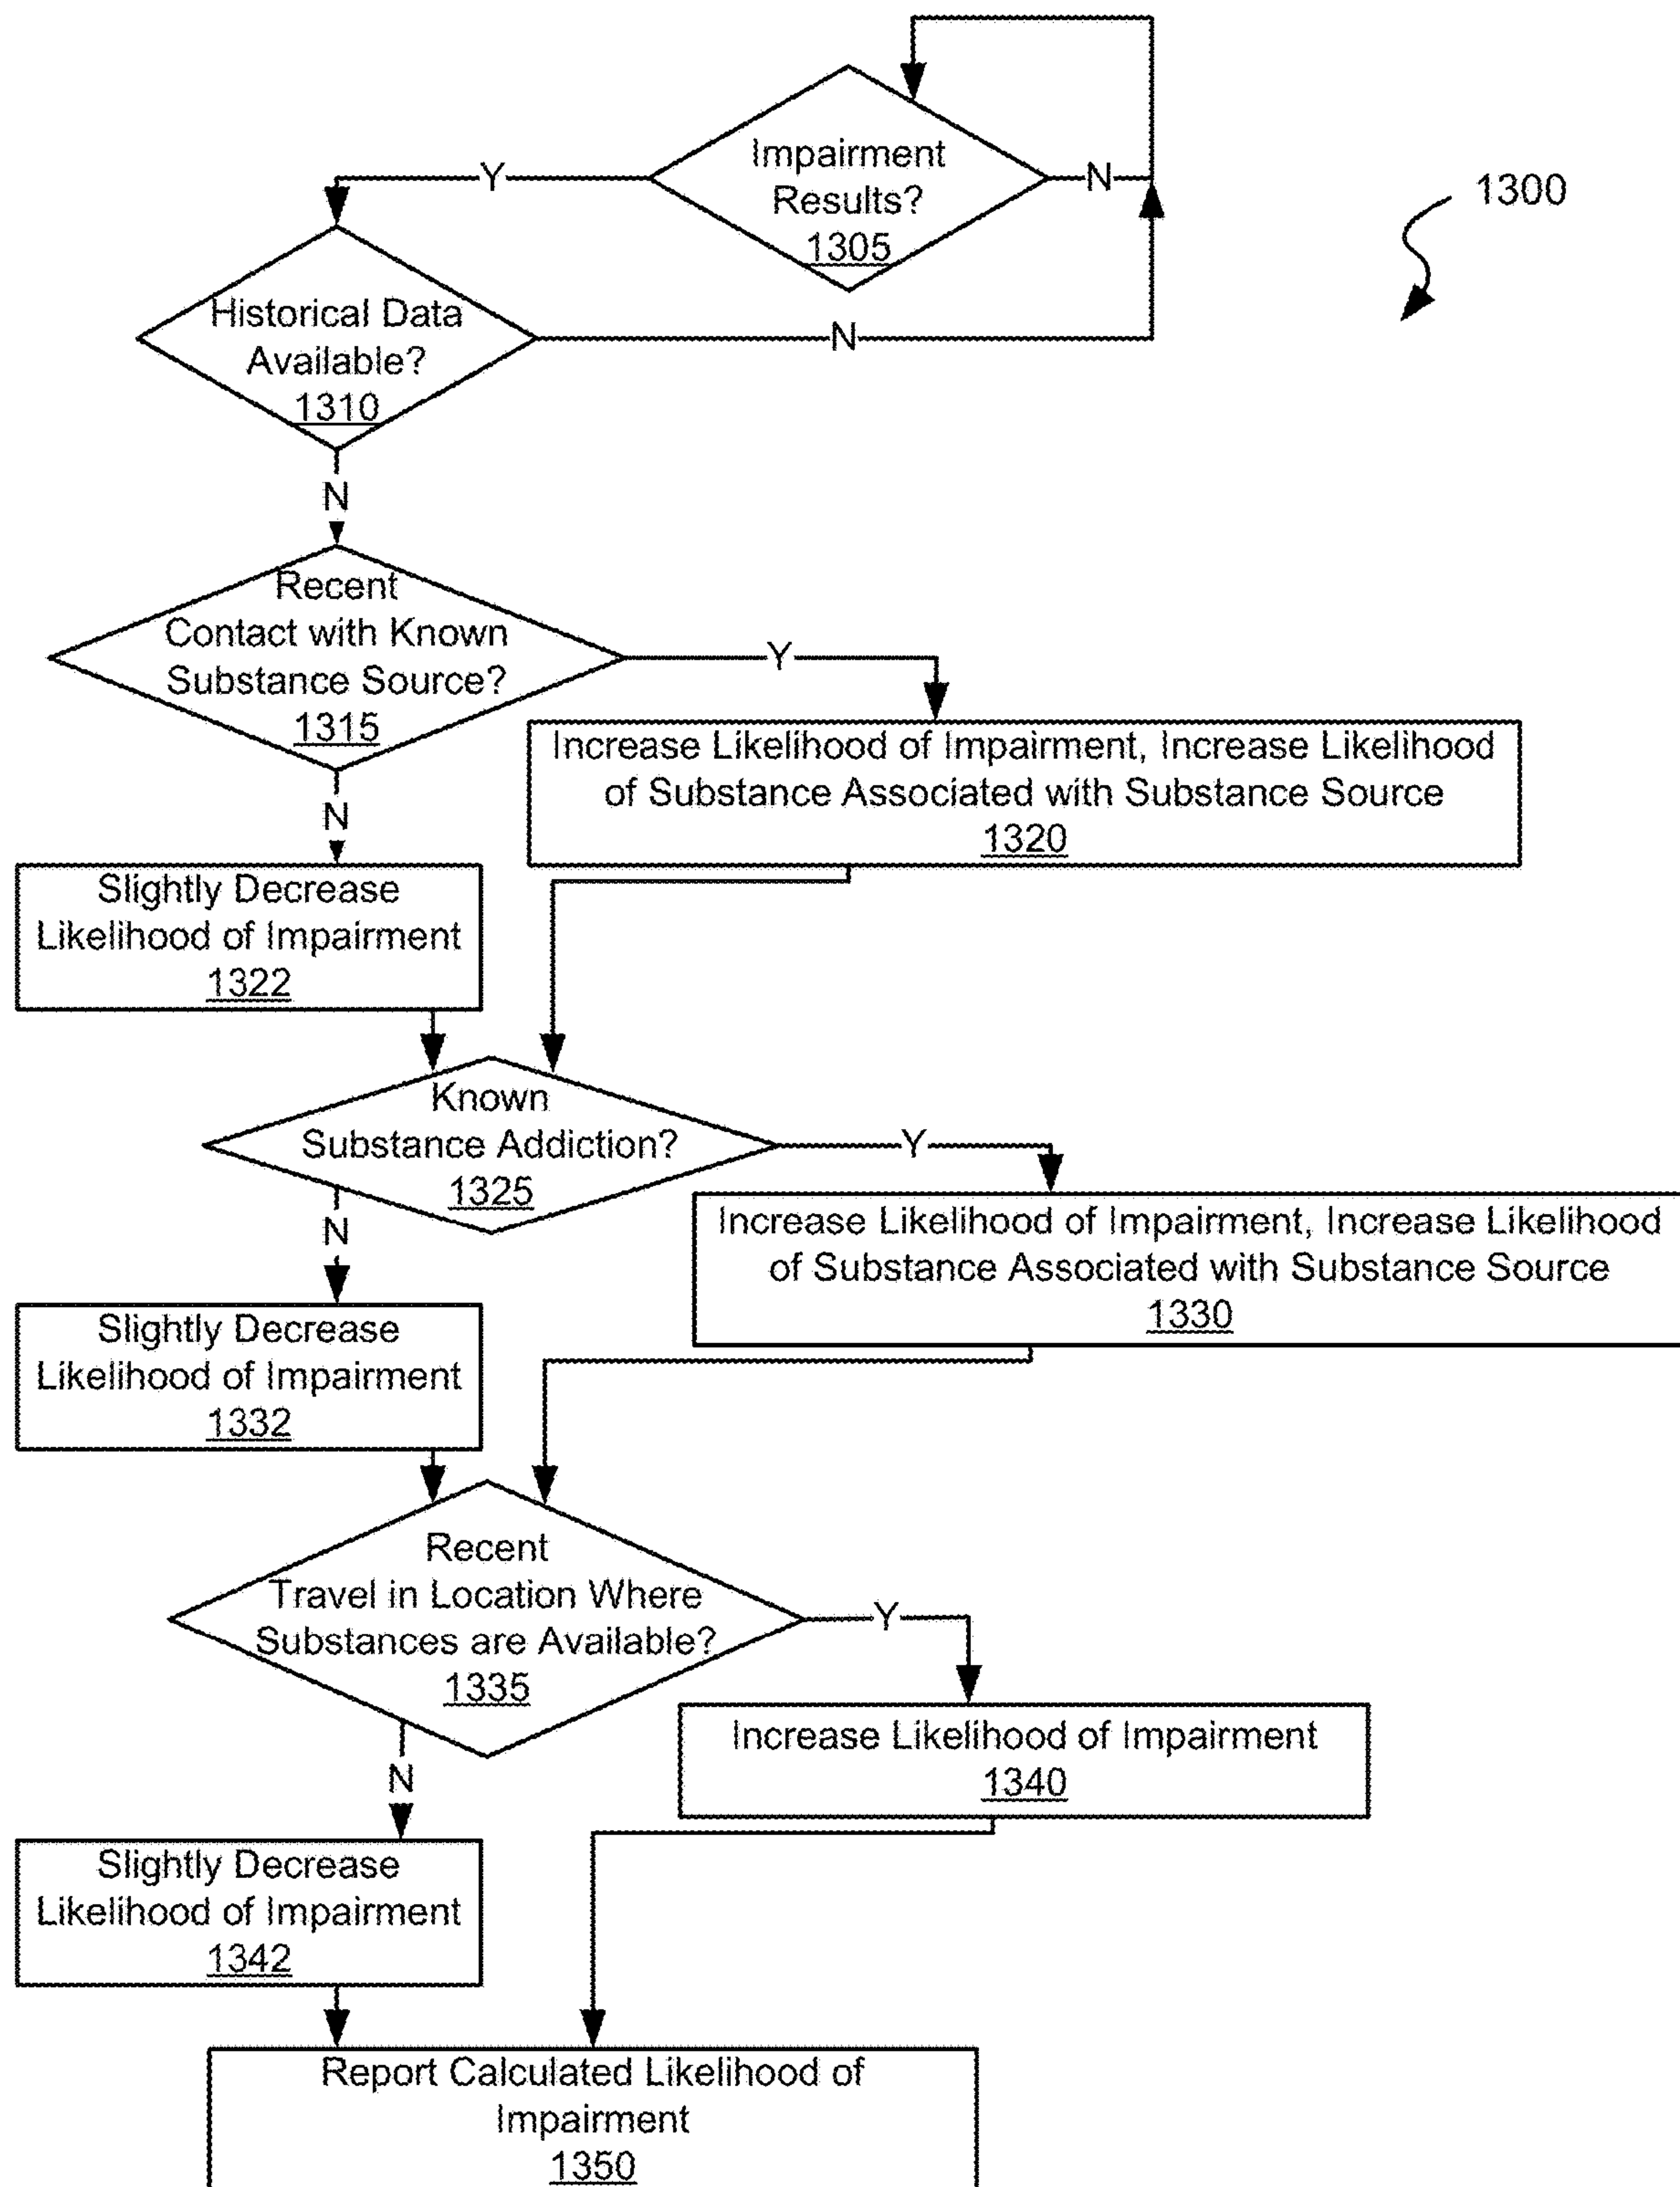 Impairment
Results?
1305
Y
N
1300
Historical Data
Available?
1310
N
N
Recent
Contact with Known
Substance Source?
1315
Y
Increase Likelihood of Impairment, Increase Likelihood
of Substance Associated with Substance Source
1320
N
Slightly Decrease
Likelihood of Impairment
1322
Known
Substance Addiction?
1325
Y
Increase Likelihood of Impairment, Increase Likelihood
of Substance Associated with Substance Source
1330
N
Slightly Decrease
Likelihood of Impairment
1332
Recent
Travel in Location Where
Substances are Available?
1335
Y
Increase Likelihood of Impairment
1340
N
Slightly Decrease
Likelihood of Impairment
1342
Report Calculated Likelihood of
Impairment
1350